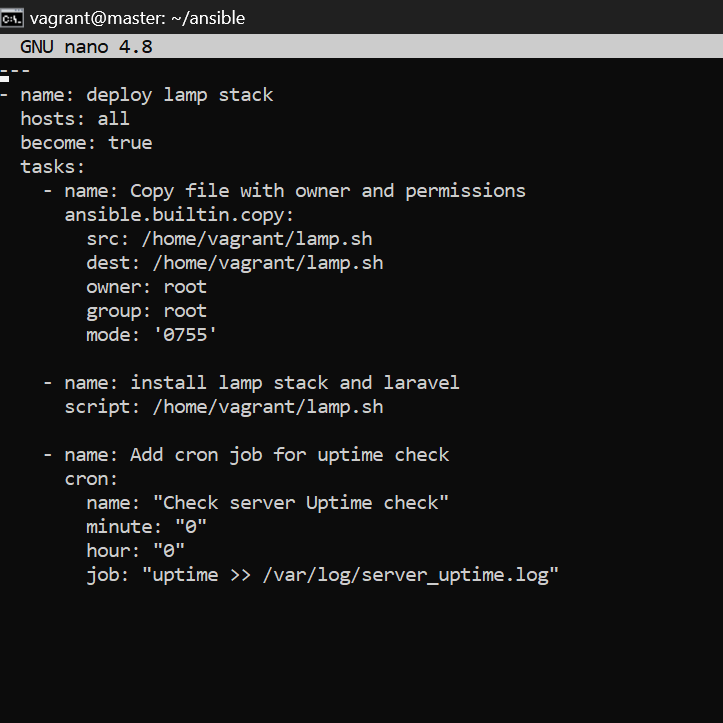 vagrant@master: ~/ansible
GNU nano 4.8
---
- name: deploy lamp stack
  hosts: all
  become: true
  tasks:
    - name: Copy file with owner and permissions
      ansible.builtin.copy:
        src: /home/vagrant/lamp.sh
        dest: /home/vagrant/lamp.sh
        owner: root
        group: root
        mode: '0755'

    - name: install lamp stack and laravel
      script: /home/vagrant/lamp.sh

    - name: Add cron job for uptime check
      cron:
        name: "Check server Uptime check"
        minute: "0"
        hour: "0"
        job: "uptime >> /var/log/server_uptime.log"